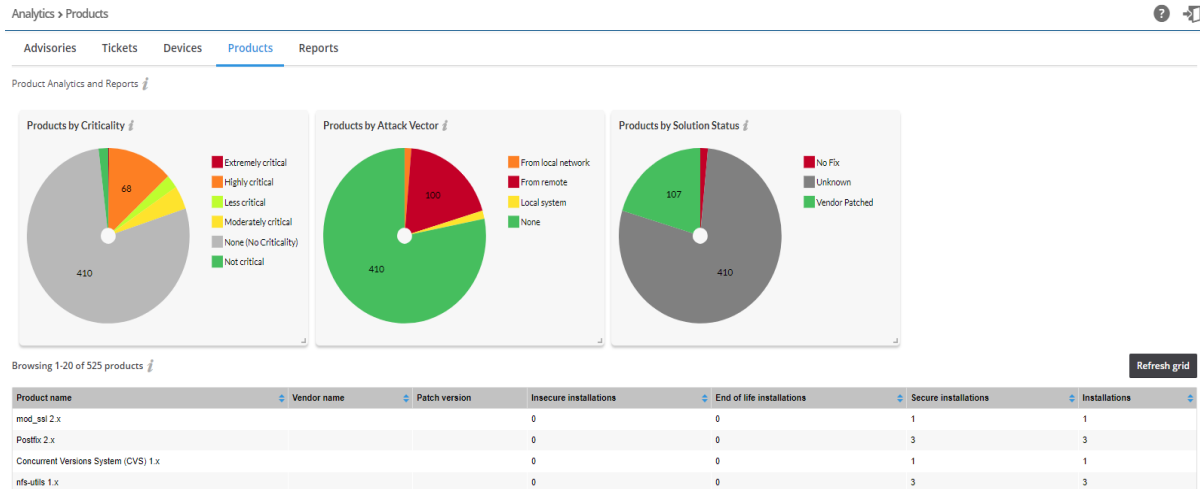 Analytics > Products
?
Advisories Tickets Devices Products Reports
Product Analytics and Reports i
Products by Criticality i
68
410
Extremely critical
Highly critical
Less critical
Moderately critical
None (No Criticality)
Not critical
Products by Attack Vector i
100
410
From local network
From remote
Local system
None
Products by Solution Status i
107
410
No Fix
Unknown
Vendor Patched
Browsing 1-20 of 525 products i
Refresh grid
Product name Vendor name Patch version Insecure installations End of life installations Secure installations Installations
mod_ssl 2.x 0 0 1 1
Postfix 2.x 0 0 3 3
Concurrent Versions System (CVS) 1.x 0 0 1 1
nfs-utils 1.x 0 0 3 3